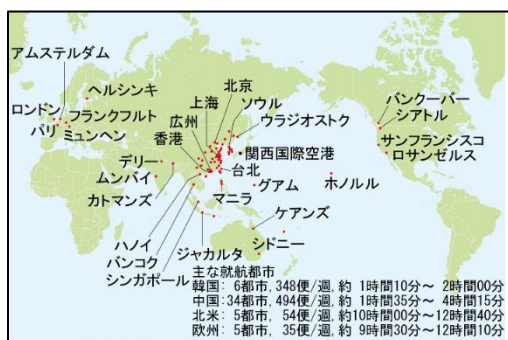 アムステルダム
ヘルシンキ
ロンドン
フランクフルト
パリ
ミュンヘン
北京
上海
ソウル
広州
ウラジオストク
香港
関西国際空港
デリー
台北
ムンバイ
グアム
ホノルル
カトマンズ
マニラ
ケアンズ
ハノイ
バンコク
ジャカルタ
シドニー
シンガポール
バンクーバー
シアトル
サンフランシスコ
ロサンゼルス
主な就航都市
韓国: 6都市, 348便/週, 約 1時間10分～ 2時間00分
中国:34都市, 494便/週, 約 1時間35分～ 4時間15分
北米: 5都市, 54便/週, 約10時間00分～12時間40分
欧州: 5都市, 35便/週, 約 9時間30分～12時間10分